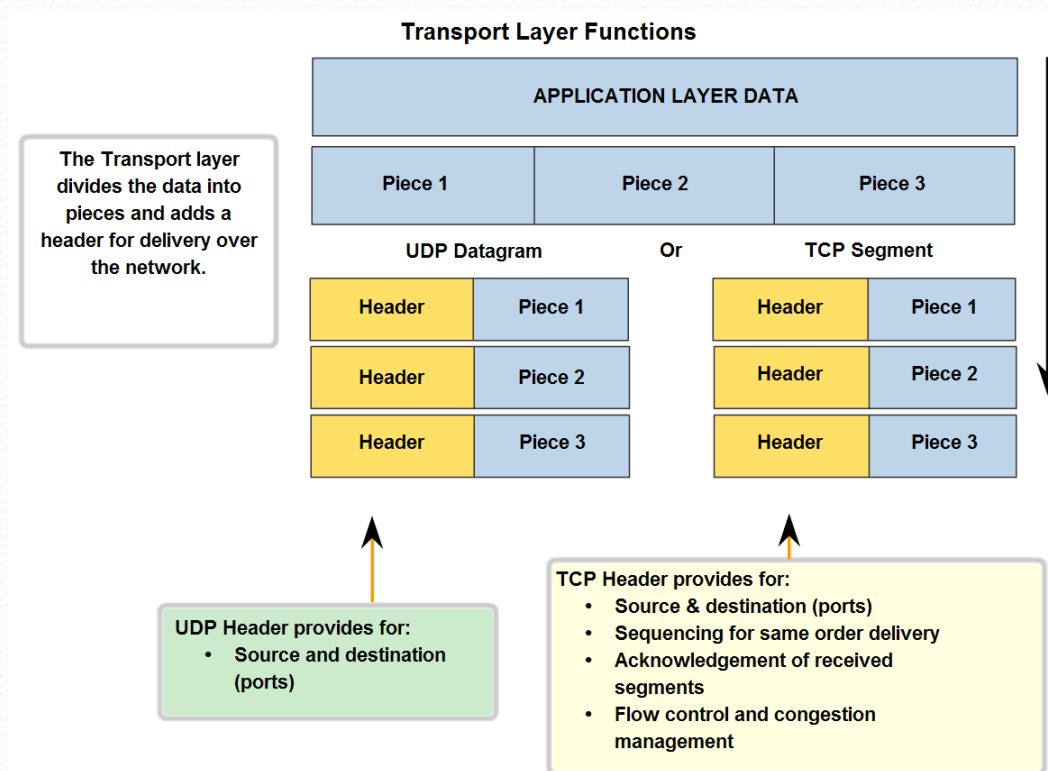 Transport Layer Functions
APPLICATION LAYER DATA
The Transport layer
divides the data into
pieces and adds a
header for delivery over
the network.
Piece 1 Piece 2 Piece 3
UDP Datagram Or TCP Segment
Header Piece 1 Header Piece 1
Header Piece 2 Header Piece 2
Header Piece 3 Header Piece 3
UDP Header provides for:
• Source and destination
(ports)
TCP Header provides for:
• Source & destination (ports)
• Sequencing for same order delivery
• Acknowledgement of received
segments
• Flow control and congestion
management